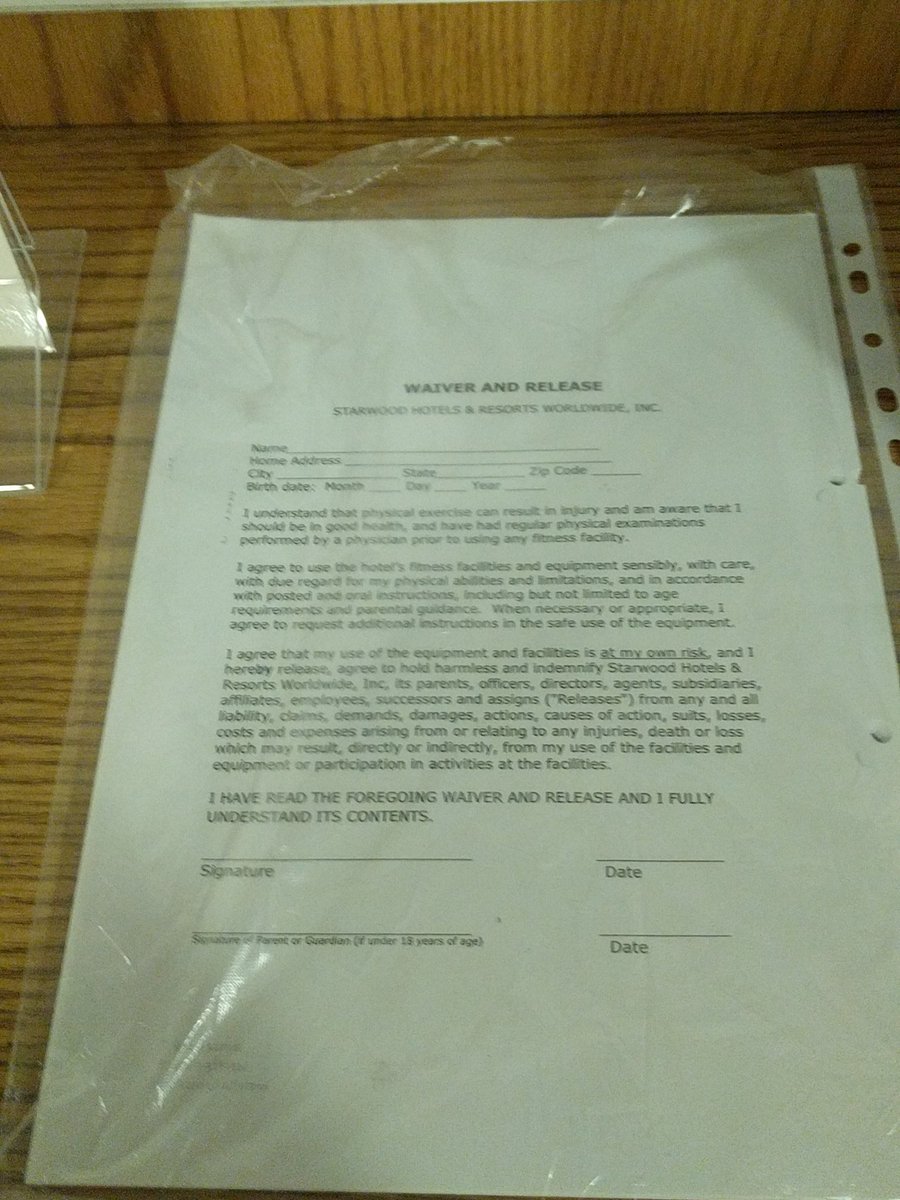 WAIVER AND RELEASE
STARWOOD HOTELS & RESORTS WORLDWIDE, INC.
Name
Home Address
City State Zip Code
Birth date: Month Day Year
I understand that physical exercise can result in injury and am aware that I
should be in good health, and have had regular physical examinations
performed by a physician prior to using any fitness facility.
I agree to use the hotel's fitness facilities and equipment sensibly, with care,
with due regard for my physical abilities and limitations, and in accordance
with posted and oral instructions, including but not limited to age
requirements and parental guidance. When necessary or appropriate, I
agree to request additional instructions in the safe use of the equipment.
I agree that my use of the equipment and facilities is at my own risk, and I
hereby release, agree to hold harmless and indemnify Starwood Hotels &
Resorts Worldwide, Inc, its parents, officers, directors, agents, subsidiaries,
affiliates, employees, successors and assigns ("Releases") from any and all
liability, claims, demands, damages, actions, causes of action, suits, losses,
costs and expenses arising from or relating to any injuries, death or loss
which may result, directly or indirectly, from my use of the facilities and
equipment or participation in activities at the facilities.
I HAVE READ THE FOREGOING WAIVER AND RELEASE AND I FULLY
UNDERSTAND ITS CONTENTS.
Signature Date
Signature of Parent or Guardian (if under 18 years of age)
Date